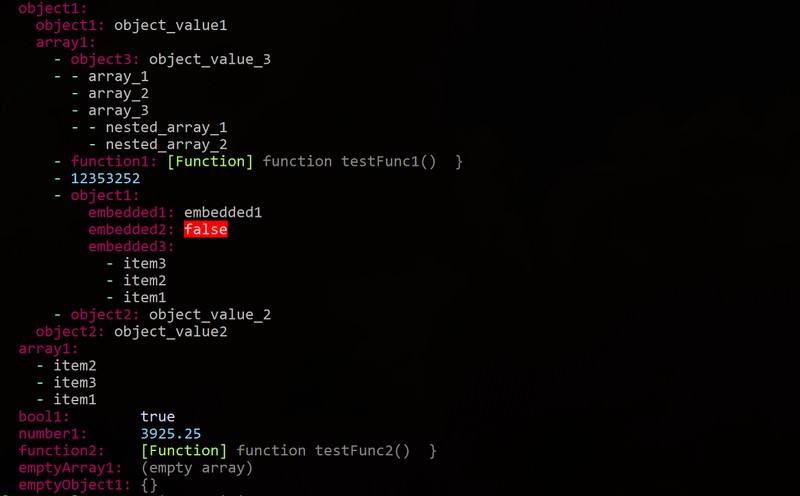 object1:
  object1: object_value1
  array1:
    - object3: object_value_3
    - - array_1
      - array_2
      - array_3
      - - nested_array_1
        - nested_array_2
    - function1: [Function] function testFunc1()  }
    - 12353252
    - object1:
        embedded1: embedded1
        embedded2: false
        embedded3:
          - item3
          - item2
          - item1
    - object2: object_value_2
  object2: object_value2
array1:
  - item2
  - item3
  - item1
bool1:        true
number1:      3925.25
function2:    [Function] function testFunc2()  }
emptyArray1:  (empty array)
emptyObject1: {}